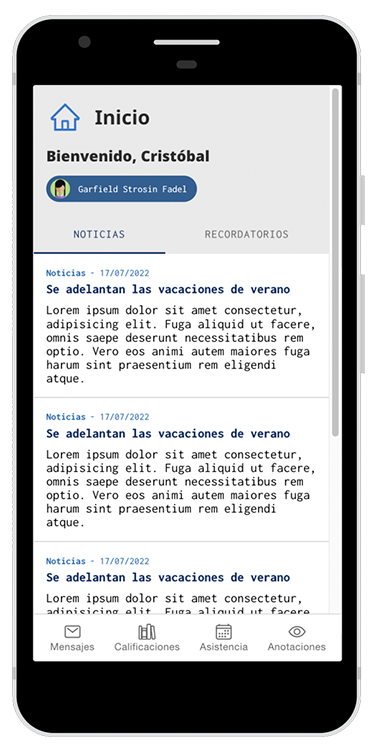 Inicio
Bienvenido, Cristóbal
Garfield Strosin Fadel
NOTICIAS
RECORDATORIOS
Noticias - 17/07/2022
Se adelantan las vacaciones de verano
Lorem ipsum dolor sit amet consectetur,
adipisicing elit. Fuga aliquid ut facere,
omnis saepe deserunt necessitatibus rem
optio. Vero eos animi autem maiores fuga
harum sint praesentium rem eligendi
atque.
Noticias - 17/07/2022
Se adelantan las vacaciones de verano
Lorem ipsum dolor sit amet consectetur,
adipisicing elit. Fuga aliquid ut facere,
omnis saepe deserunt necessitatibus rem
optio. Vero eos animi autem maiores fuga
harum sint praesentium rem eligendi
atque.
Noticias - 17/07/2022
Se adelantan las vacaciones de verano
Lorem ipsum dolor sit amet consectetur,
adipisicing elit. Fuga aliquid ut facere,
Mensajes
Calificaciones
Asistencia
Anotaciones